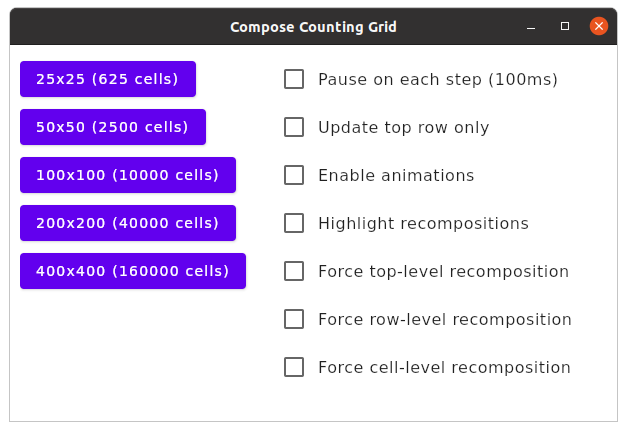 Compose Counting Grid
25x25 (625 cells)
50x50 (2500 cells)
100x100 (10000 cells)
200x200 (40000 cells)
400x400 (160000 cells)
Pause on each step (100ms)
Update top row only
Enable animations
Highlight recompositions
Force top-level recomposition
Force row-level recomposition
Force cell-level recomposition